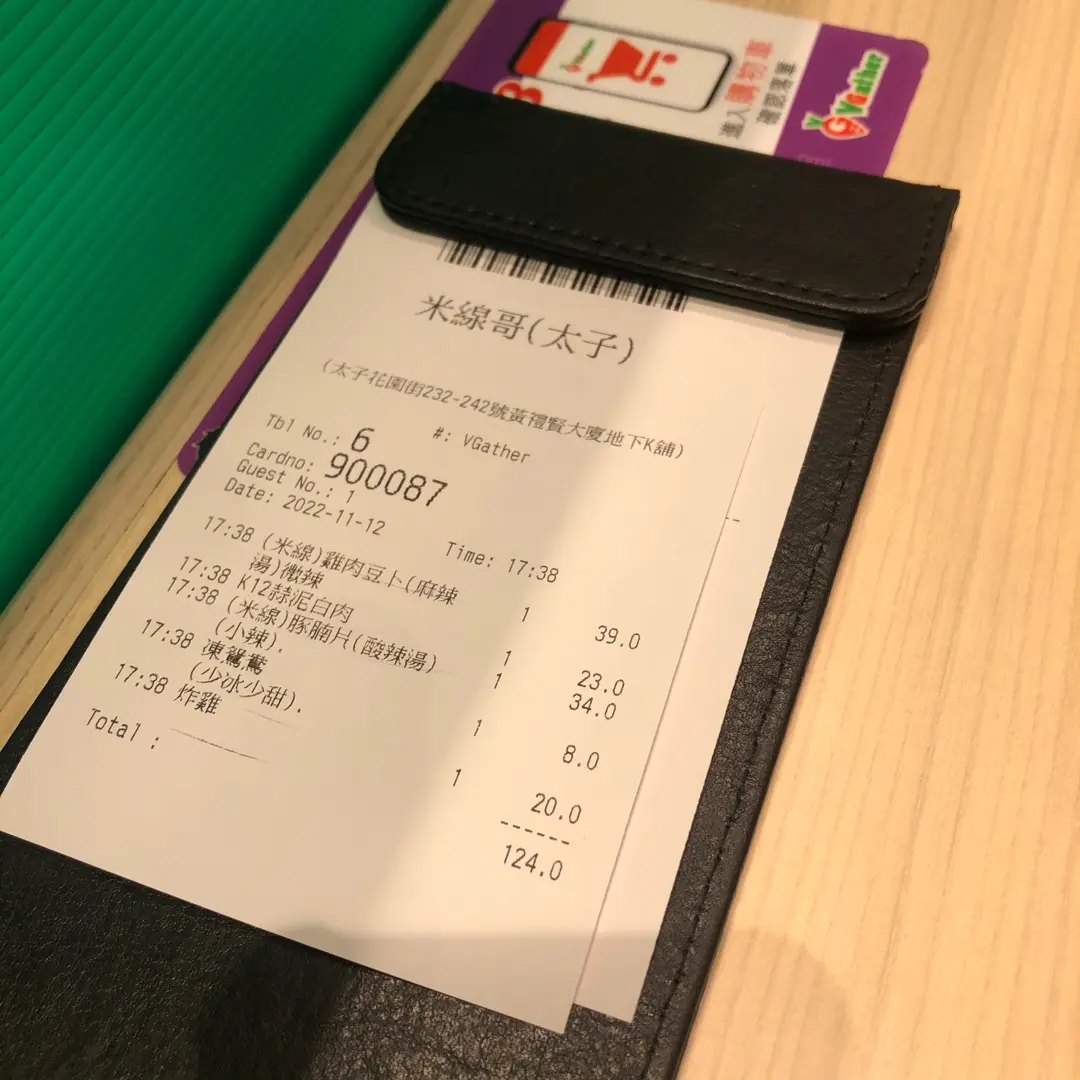 進入購物車
確認落單
VGather
米線哥(太子)
(太子花園街232-242號黃禮賢大廈地下K舖)
Tbl No.: 6 #: VGather
Cardno: 900087
Guest No.: 1
Date: 2022-11-12 Time: 17:38
17:38 (米線)雞肉豆卜(麻辣
湯)微辣 1 39.0
17:38 K12蒜泥白肉 1 23.0
17:38 (米線)豚腩片(酸辣湯) 1 34.0
(小辣).
17:38 凍鴛鴦 1 8.0
(少冰少甜).
17:38 炸雞 1 20.0
------
Total : 124.0